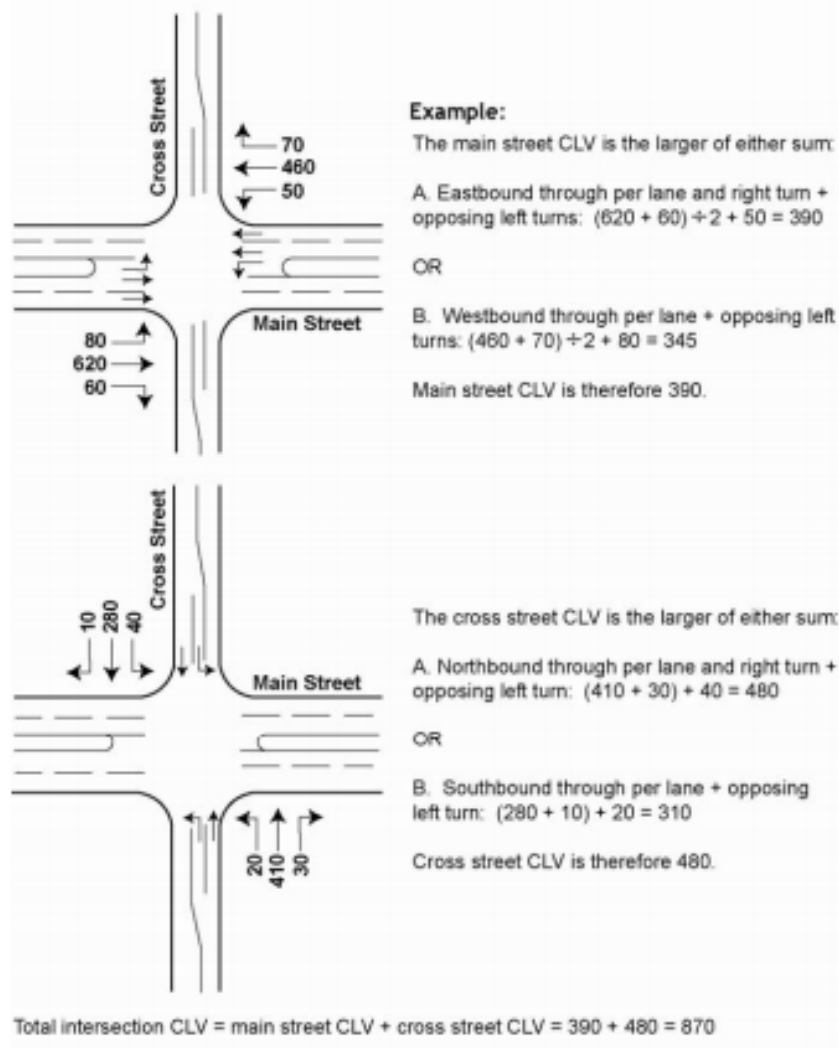 Cross Street
70
460
50
Main Street
80
620
60
Example:
The main street CLV is the larger of either sum:
A. Eastbound through per lane and right turn +
opposing left turns: (620 + 60) ÷ 2 + 50 = 390
OR
B. Westbound through per lane + opposing left
turns: (460 + 70) ÷ 2 + 80 = 345
Main street CLV is therefore 390.
Cross Street
10
280
40
Main Street
20
410
30
The cross street CLV is the larger of either sum:
A. Northbound through per lane and right turn +
opposing left turn: (410 + 30) + 40 = 480
OR
B. Southbound through per lane + opposing
left turn: (280 + 10) + 20 = 310
Cross street CLV is therefore 480.
Total intersection CLV = main street CLV + cross street CLV = 390 + 480 = 870